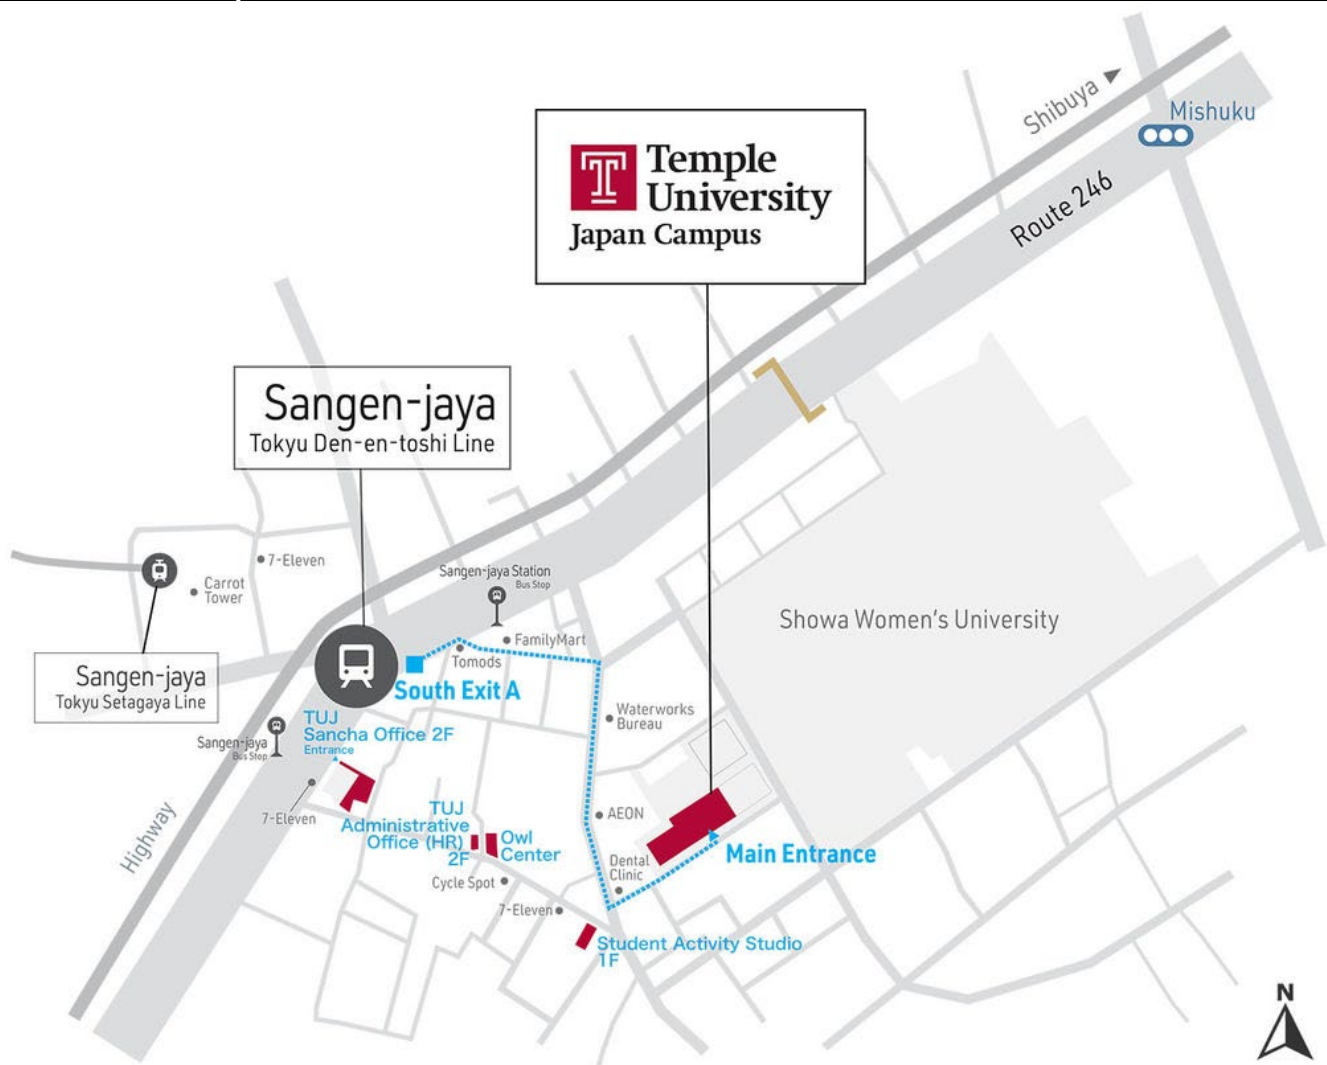 Shibuya
Mishuku
Route 246
Temple
University
Japan Campus
Sangen-jaya
Tokyu Den-en-toshi Line
7-Eleven
Carrot
Tower
Sangen-jaya Station
Bus Stop
Showa Women's University
FamilyMart
Tomods
Sangen-jaya
Tokyu Setagaya Line
South Exit A
Waterworks
Bureau
TUJ
Sancha Office 2F
Entrance
Sangen-jaya
Bus Stop
7-Eleven
Highway
TUJ
Administrative
Office (HR)
2F
Owl
Center
AEON
Main Entrance
Dental
Clinic
Cycle Spot
7-Eleven
Student Activity Studio
1F
N